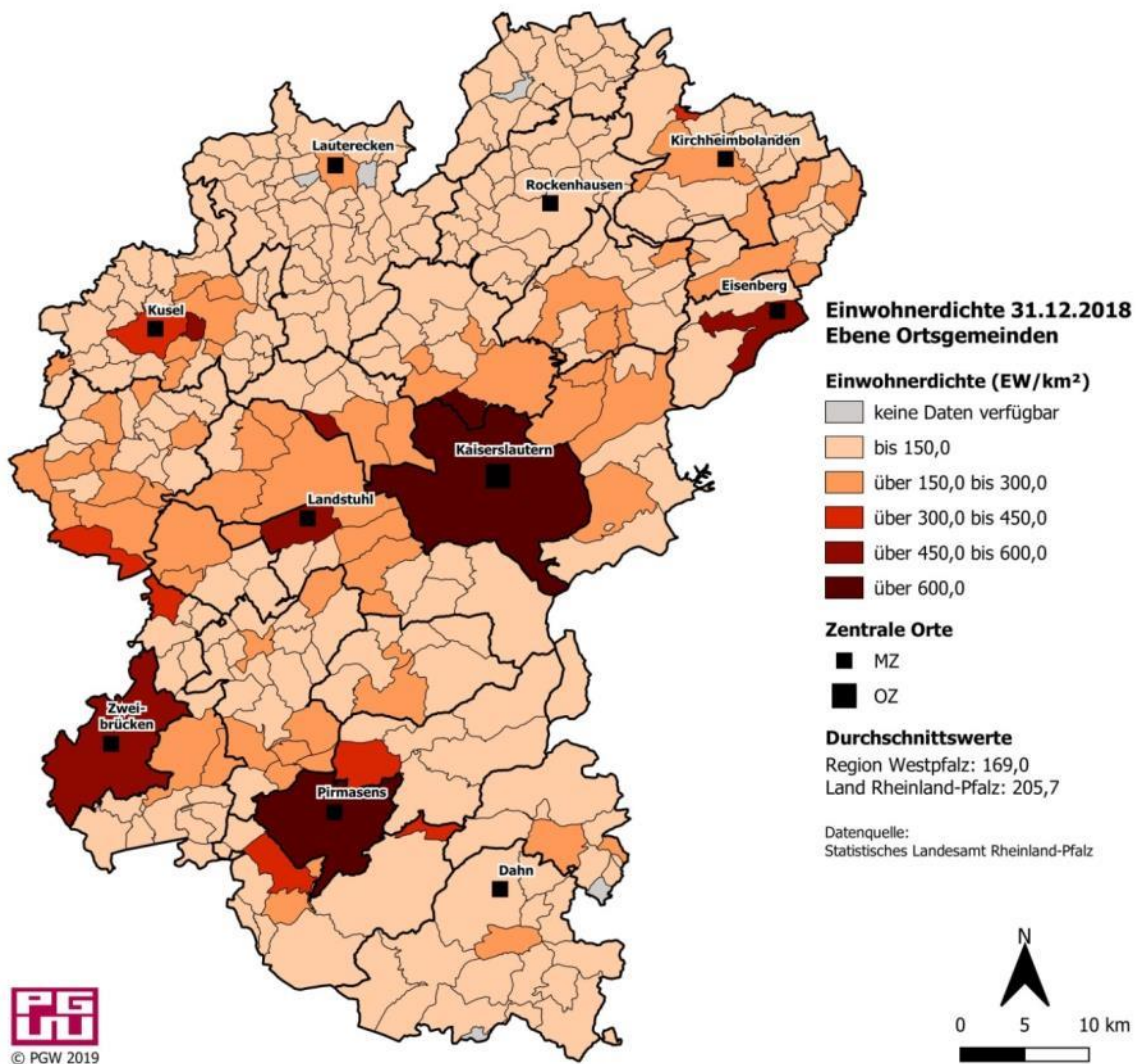 Lauterecken
Kirchheimbolanden
Rockenhausen
Eisenberg
Kusel
Kaiserslautern
Landstuhl
Zwei-
brücken
Pirmasens
Dahn
Einwohnerdichte 31.12.2018
Ebene Ortsgemeinden
Einwohnerdichte (EW/km²)
keine Daten verfügbar
bis 150,0
über 150,0 bis 300,0
über 300,0 bis 450,0
über 450,0 bis 600,0
über 600,0
Zentrale Orte
MZ
OZ
Durchschnittswerte
Region Westpfalz: 169,0
Land Rheinland-Pfalz: 205,7
Datenquelle:
Statistisches Landesamt Rheinland-Pfalz
N
0 5 10 km
PGW
© PGW 2019